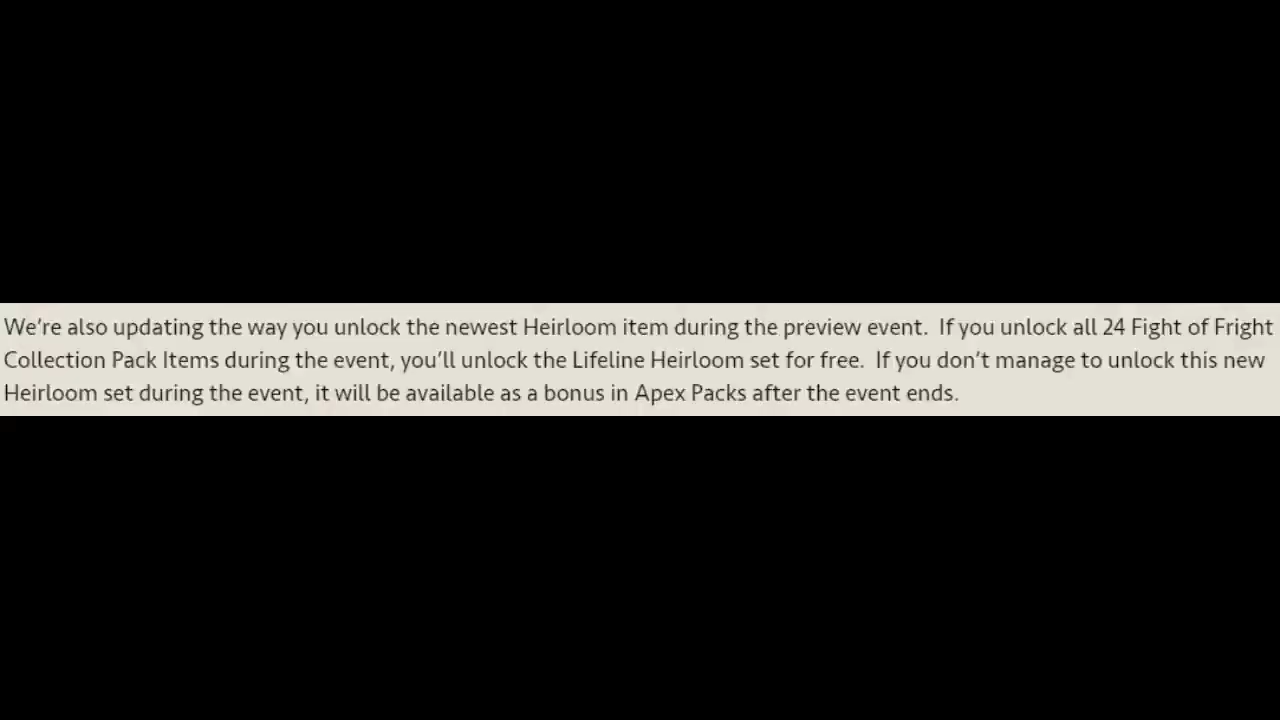 We're also updating the way you unlock the newest Heirloom item during the preview event.  If you unlock all 24 Fight of Fright
Collection Pack Items during the event, you'll unlock the Lifeline Heirloom set for free.  If you don't manage to unlock this new
Heirloom set during the event, it will be available as a bonus in Apex Packs after the event ends.